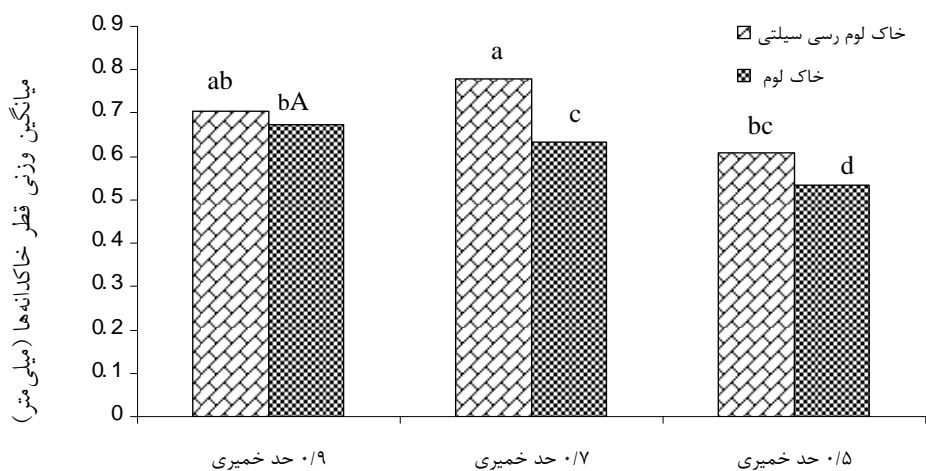 میانگین وزنی قطر خاکدانه‌ها (میلی‌متر)
0.9
0.8
0.7
0.6
0.5
0.4
0.3
0.2
0.1
0
خاک لوم رسی سیلتی
خاک لوم
ab
bA
a
c
bc
d
۰/۹ حد خمیری
۰/۷ حد خمیری
۰/۵ حد خمیری